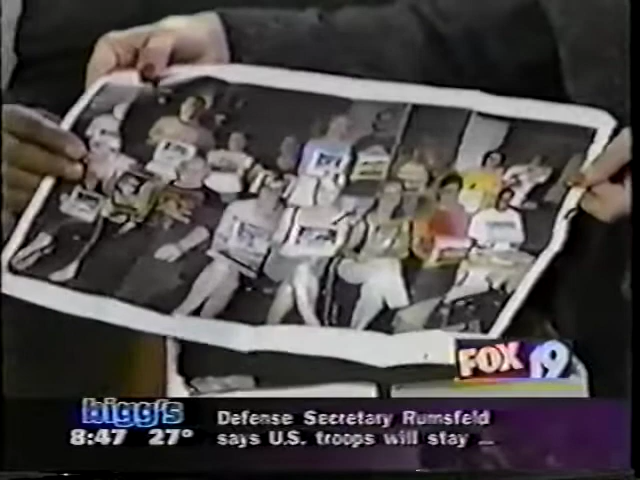 FOX 19
bigg's
8:47 27°
Defense Secretary Rumsfeld
says U.S. troops will stay ...